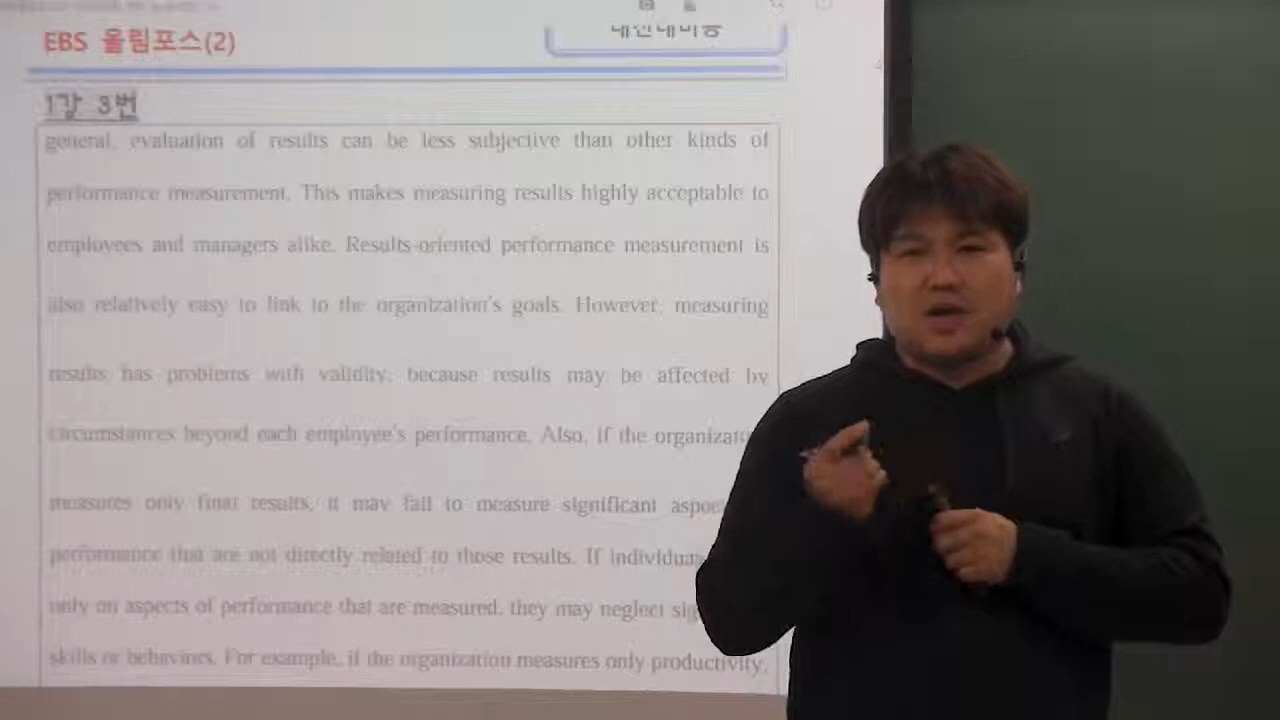 EBS 올림포스(2)
1강 3번
general, evaluation of results can be less subjective than other kinds of
performance measurement. This makes measuring results highly acceptable to
employees and managers alike. Results-oriented performance measurement is
also relatively easy to link to the organization's goals. However, measuring
results has problems with validity, because results may be affected by
circumstances beyond each employee's performance. Also, if the
measures only final results, it may fail to measure significant
performance that are not directly related to those results. If
only on aspects of performance that are measured, they may neglect
skills or behaviors. For example, if the organization measures only productivity,